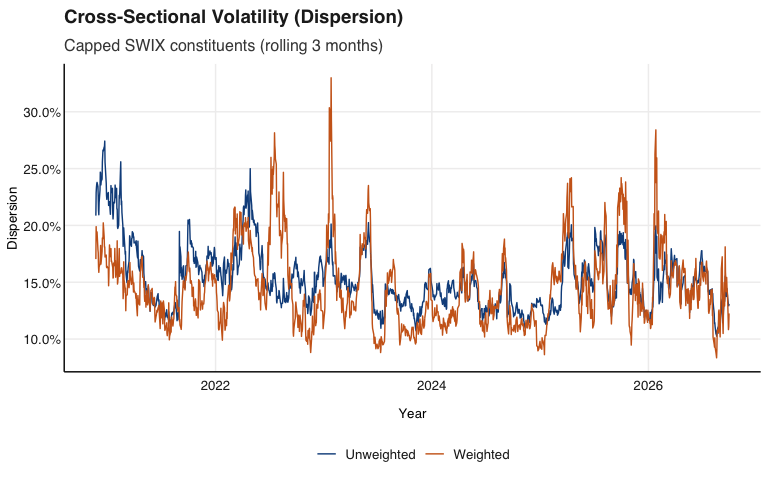 Cross-Sectional Volatility (Dispersion)
Capped SWIX constituents (rolling 3 months)
Dispersion
30.0%
25.0%
20.0%
15.0%
10.0%
2022
2024
2026
Year
Unweighted
Weighted